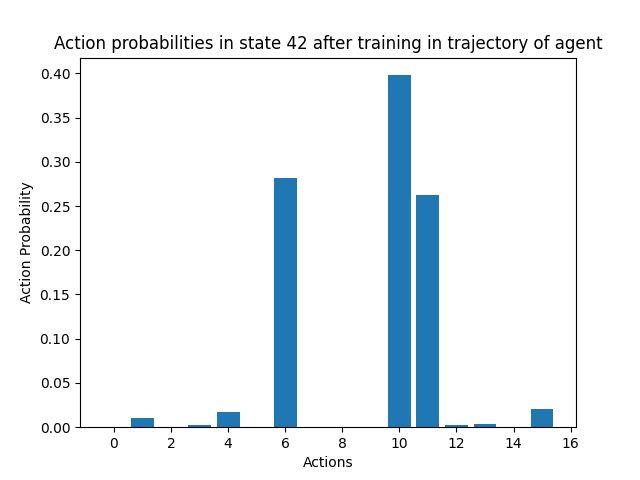 Action probabilities in state 42 after training in trajectory of agent
0.40
0.35
0.30
0.25
0.20
0.15
0.10
0.05
0.00
Action Probability
0 2 4 6 8 10 12 14 16
Actions